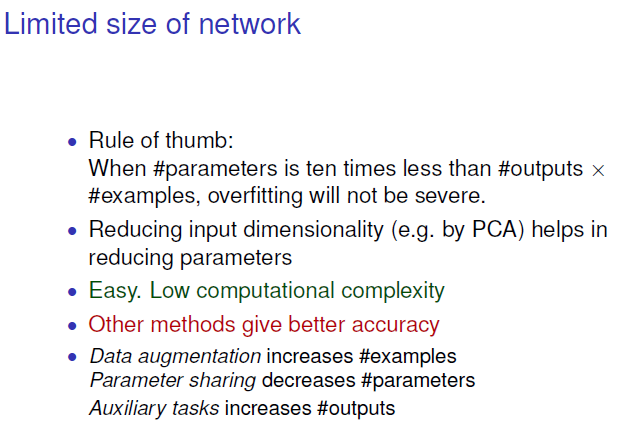 Limited size of network
• Rule of thumb:
When #parameters is ten times less than #outputs ×
#examples, overfitting will not be severe.
• Reducing input dimensionality (e.g. by PCA) helps in
reducing parameters
• Easy. Low computational complexity
• Other methods give better accuracy
• Data augmentation increases #examples
Parameter sharing decreases #parameters
Auxiliary tasks increases #outputs